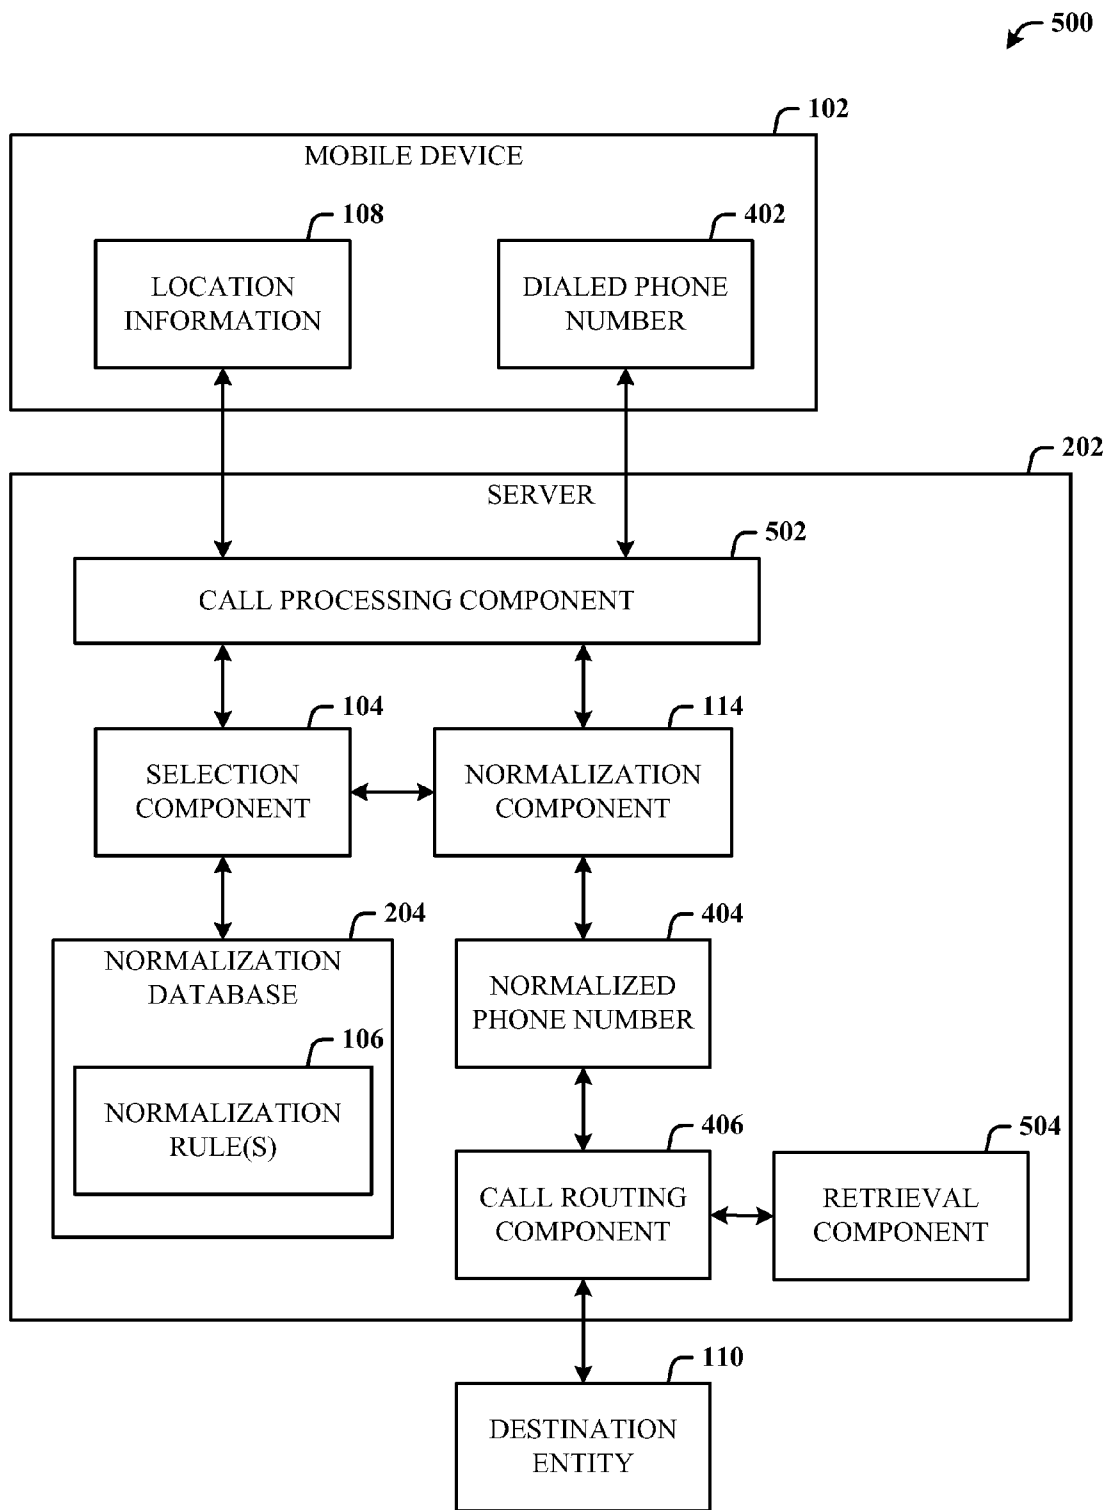 500
102
MOBILE DEVICE
108
402
LOCATION
INFORMATION
DIALED PHONE
NUMBER
202
SERVER
502
CALL PROCESSING COMPONENT
104
114
SELECTION
COMPONENT
NORMALIZATION
COMPONENT
204
404
NORMALIZATION
DATABASE
NORMALIZED
PHONE NUMBER
106
NORMALIZATION
RULE(S)
406
504
CALL ROUTING
COMPONENT
RETRIEVAL
COMPONENT
110
DESTINATION
ENTITY